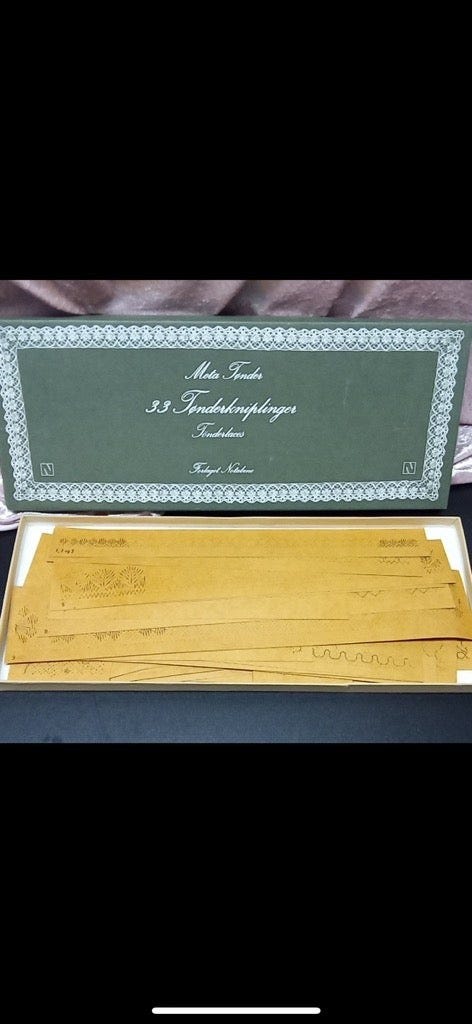 Meta Tønder
33 Tønderkniplinger
Tønderlaces
Forlaget Notabene
N
N